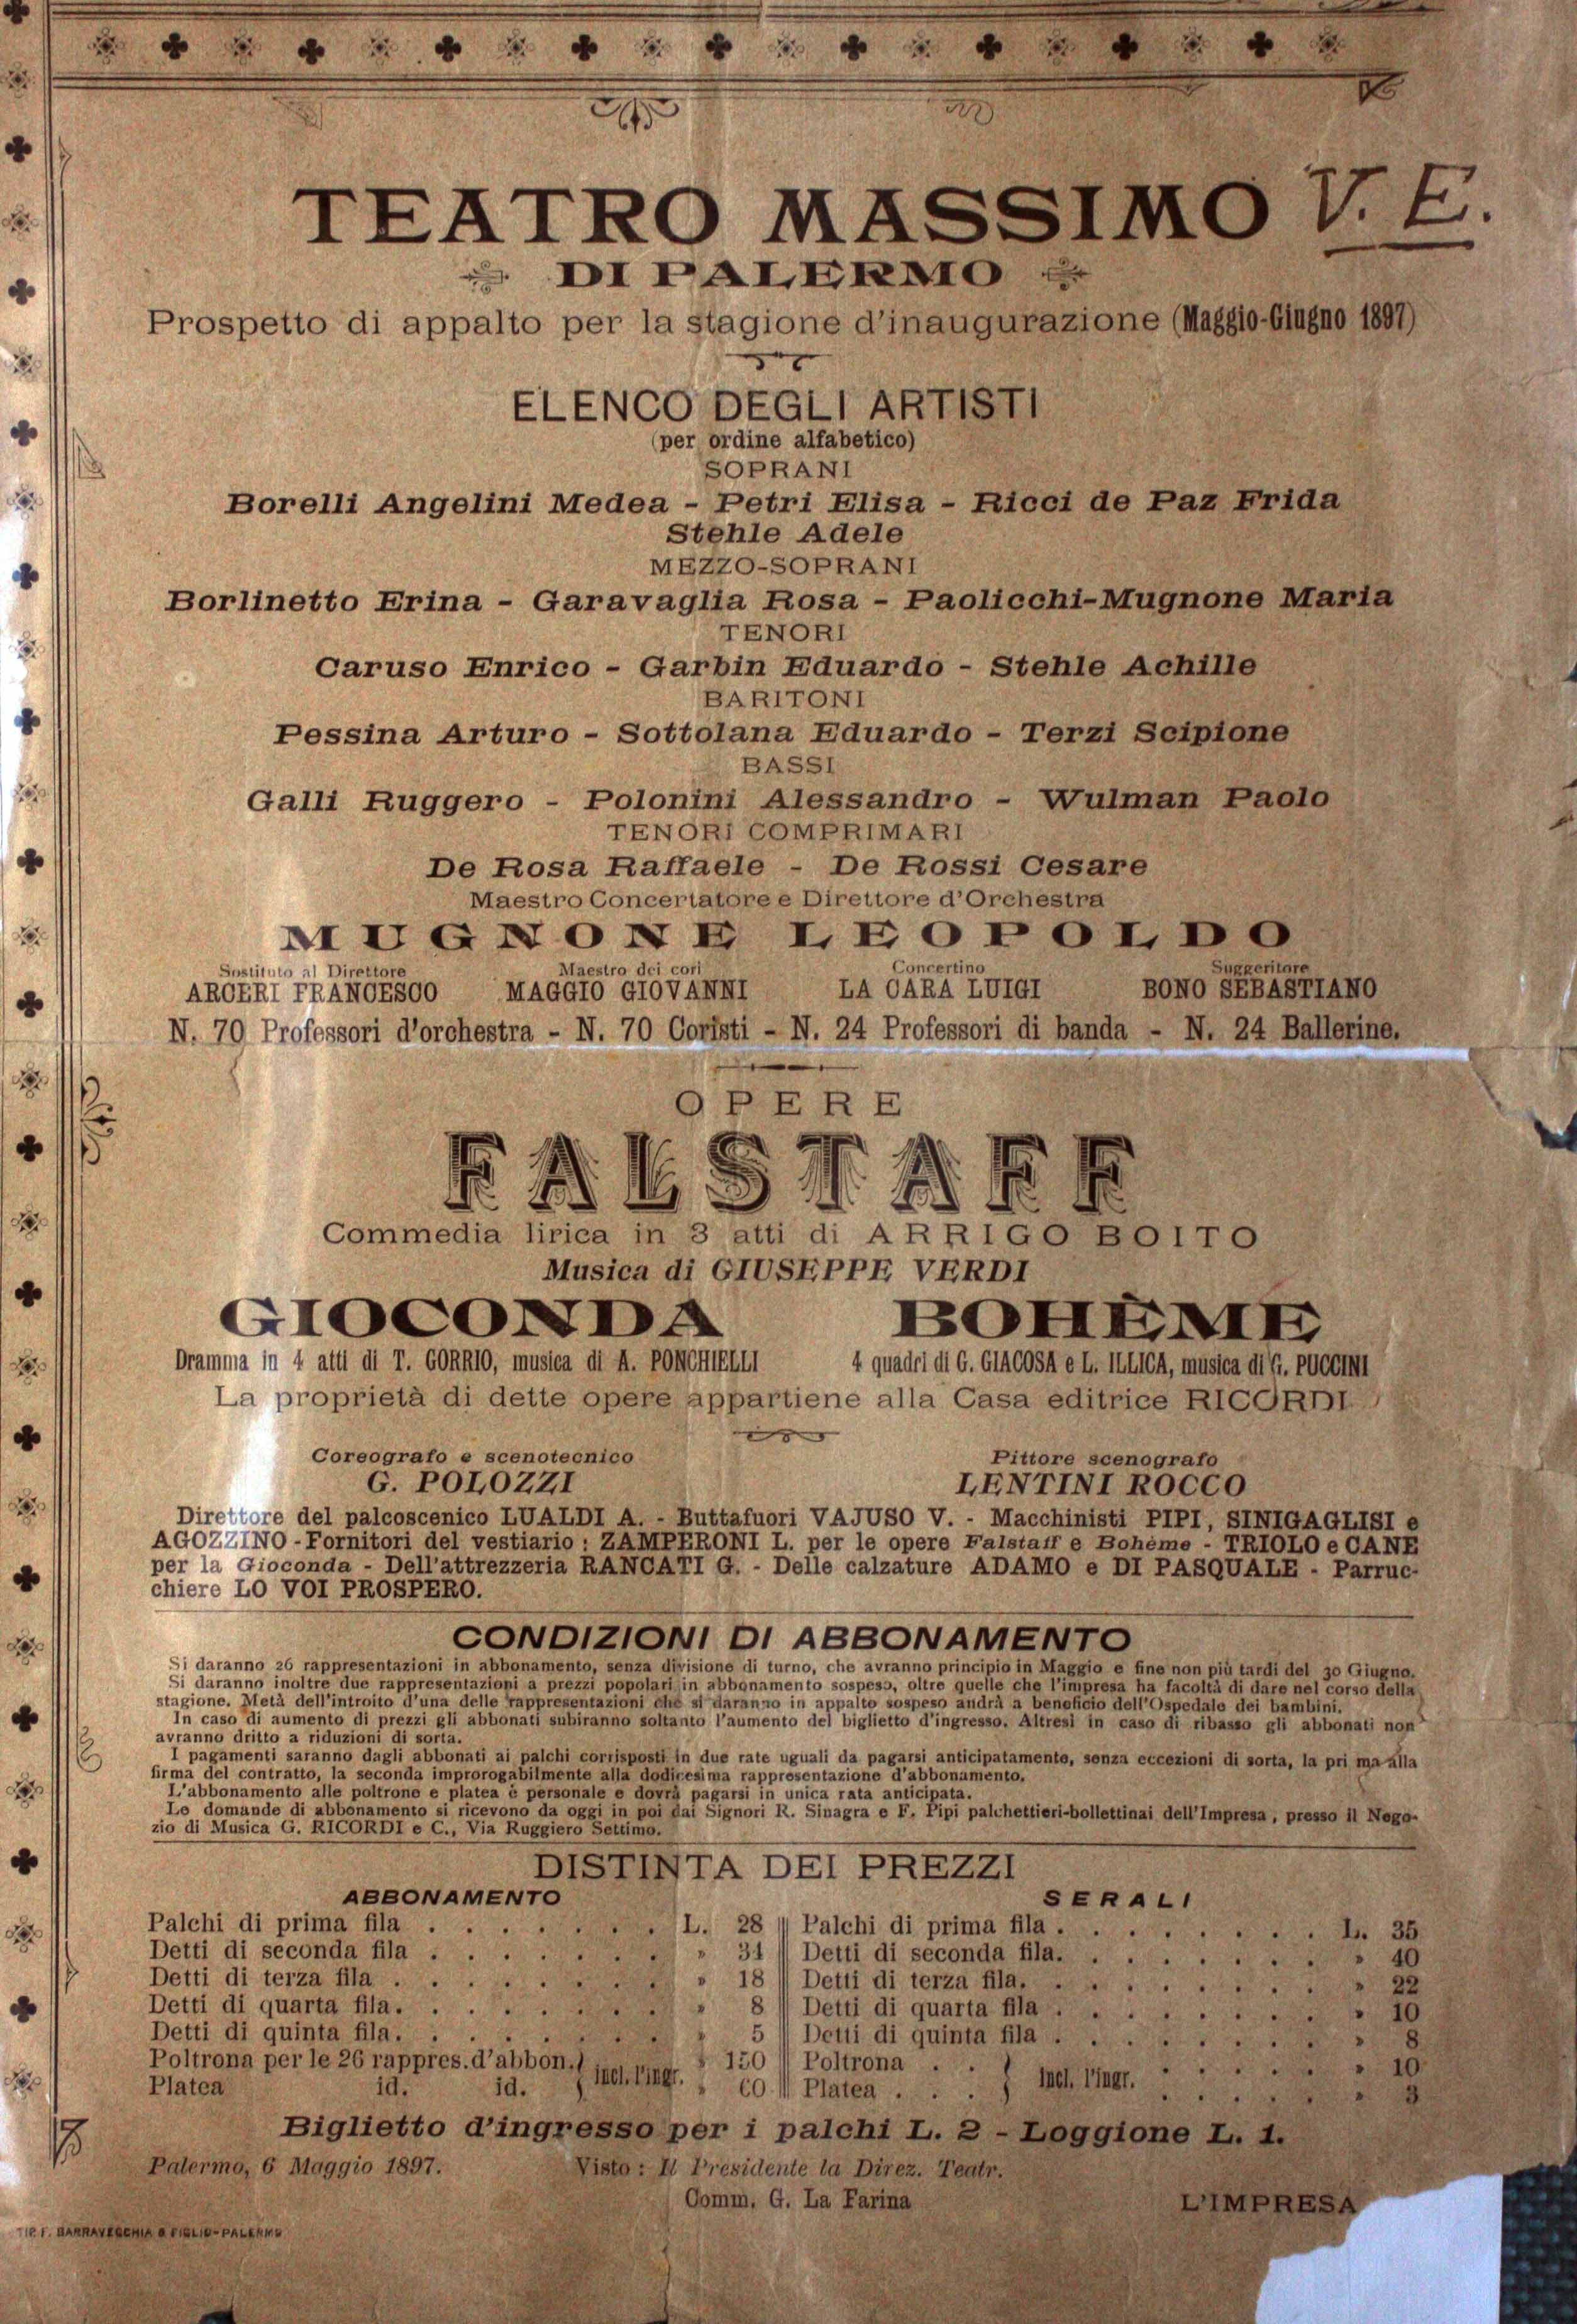 TEATRO MASSIMO V. E.
DI PALERMO
Prospetto di appalto per la stagione d'inaugurazione (Maggio-Giugno 1897)
ELENCO DEGLI ARTISTI
(per ordine alfabetico)
SOPRANI
Borelli Angelini Medea - Petri Elisa - Ricci de Paz Frida
Stehle Adele
MEZZO-SOPRANI
Borlinetto Erina - Garavaglia Rosa - Paolicchi-Mugnone Maria
TENORI
Caruso Enrico - Garbin Eduardo - Stehle Achille
BARITONI
Pessina Arturo - Sottolana Eduardo - Terzi Scipione
BASSI
Galli Ruggero - Polonini Alessandro - Wulman Paolo
TENORI COMPRIMARI
De Rosa Raffaele - De Rossi Cesare
Maestro Concertatore e Direttore d'Orchestra
MUGNONE LEOPOLDO
Sostituto al Direttore Maestro dei cori Concertino Suggeritore
ARCERI FRANCESCO MAGGIO GIOVANNI LA CARA LUIGI BONO SEBASTIANO
N. 70 Professori d'orchestra - N. 70 Coristi - N. 24 Professori di banda - N. 24 Ballerine.
OPERE
FALSTAFF
Commedia lirica in 3 atti di ARRIGO BOITO
Musica di GIUSEPPE VERDI
GIOCONDA BOHÈME
Dramma in 4 atti di T. GORRIO, musica di A. PONCHIELLI 4 quadri di G. GIACOSA e L. ILLICA, musica di G. PUCCINI
La proprietà di dette opere appartiene alla Casa editrice RICORDI
Coreografo e scenotecnico Pittore scenografo
G. POLOZZI LENTINI ROCCO
Direttore del palcoscenico LUALDI A. - Buttafuori VAJUSO V. - Macchinisti PIPI, SINIGAGLISI e
AGOZZINO - Fornitori del vestiario : ZAMPERONI L. per le opere Falstaff e Bohème - TRIOLO e CANE
per la Gioconda - Dell'attrezzeria RANCATI G. - Delle calzature ADAMO e DI PASQUALE - Parruc-
chiere LO VOI PROSPERO.
CONDIZIONI DI ABBONAMENTO
Si daranno 26 rappresentazioni in abbonamento, senza divisione di turno, che avranno principio in Maggio e fine non più tardi del 30 Giugno.
Si daranno inoltre due rappresentazioni a prezzi popolari in abbonamento sospeso, oltre quelle che l'impresa ha facoltà di dare nel corso della
stagione. Metà dell'introito d'una delle rappresentazioni che si daranno in appalto sospeso andrà a beneficio dell'Ospedale dei bambini.
In caso di aumento di prezzi gli abbonati subiranno soltanto l'aumento del biglietto d'ingresso. Altresì in caso di ribasso gli abbonati non
avranno dritto a riduzioni di sorta.
I pagamenti saranno dagli abbonati ai palchi corrisposti in due rate uguali da pagarsi anticipatamente, senza eccezioni di sorta, la pri ma alla
firma del contratto, la seconda improrogabilmente alla dodicesima rappresentazione d'abbonamento.
L'abbonamento alle poltrone e platea è personale e dovrà pagarsi in unica rata anticipata.
Le domande di abbonamento si ricevono da oggi in poi dai Signori R. Sinagra e F. Pipi palchettieri-bollettinai dell'Impresa, presso il Nego-
zio di Musica G. RICORDI e C., Via Ruggiero Settimo.
DISTINTA DEI PREZZI
ABBONAMENTO SERALI
Palchi di prima fila . . . . . . . L. 28 Palchi di prima fila . . . . . . . . L. 35
Detti di seconda fila . . . . . . . » 31 Detti di seconda fila. . . . . . . . » 40
Detti di terza fila . . . . . . . . » 18 Detti di terza fila. . . . . . . . . » 22
Detti di quarta fila. . . . . . . . » 8 Detti di quarta fila . . . . . . . . » 10
Detti di quinta fila. . . . . . . . » 5 Detti di quinta fila . . . . . . . . » 8
Poltrona per le 26 rappres. d'abbon. } incl. l'ingr. » 150 Poltrona . . } incl. l'ingr. . . . . . » 10
Platea id. id. » 60 Platea . . . . . . . . » 3
Biglietto d'ingresso per i palchi L. 2 - Loggione L. 1.
Palermo, 6 Maggio 1897. Visto : Il Presidente la Direz. Teatr.
Comm. G. La Farina
L'IMPRESA
TIP. F. BARRAVECCHIA & FIGLIO-PALERMO